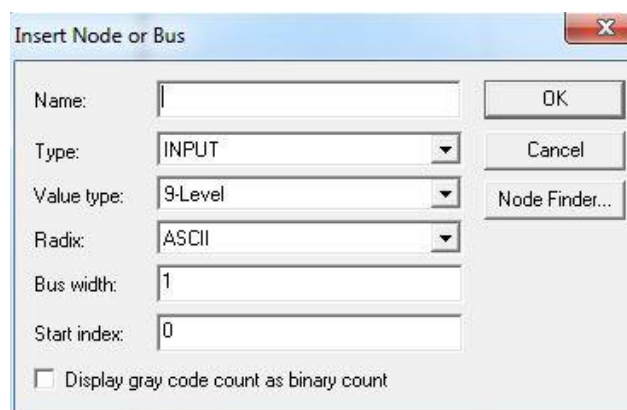 Insert Node or Bus
X
Name:
OK
Type: INPUT
Cancel
Value type: 9-Level
Node Finder...
Radix: ASCII
Bus width: 1
Start index: 0
Display gray code count as binary count